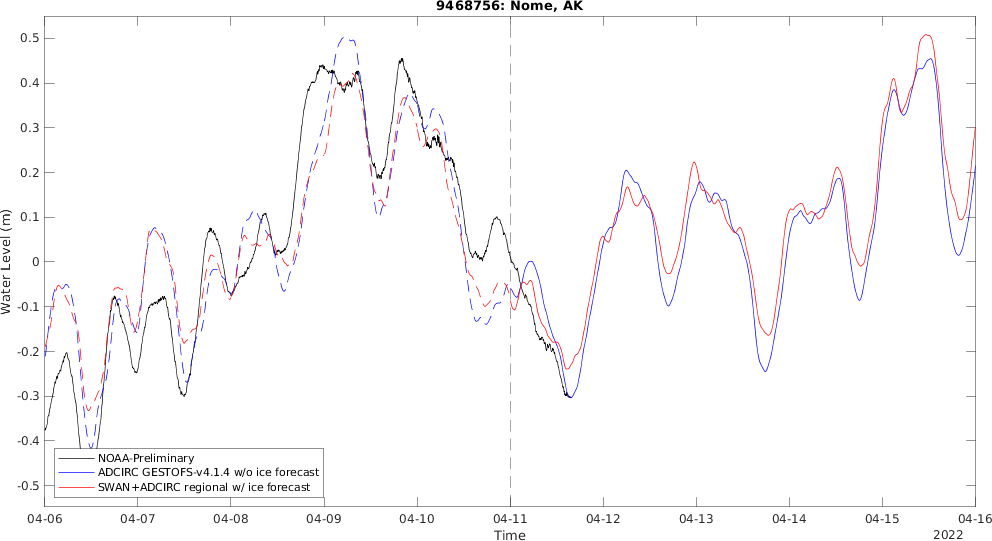 9468756: Nome, AK
Water Level (m)
0.5
0.4
0.3
0.2
0.1
0
-0.1
-0.2
-0.3
-0.4
-0.5
NOAA-Preliminary
ADCIRC GESTOFS-v4.1.4 w/o ice forecast
SWAN+ADCIRC regional w/ ice forecast
04-06 04-07 04-08 04-09 04-10 04-11 04-12 04-13 04-14 04-15 04-16
Time
2022